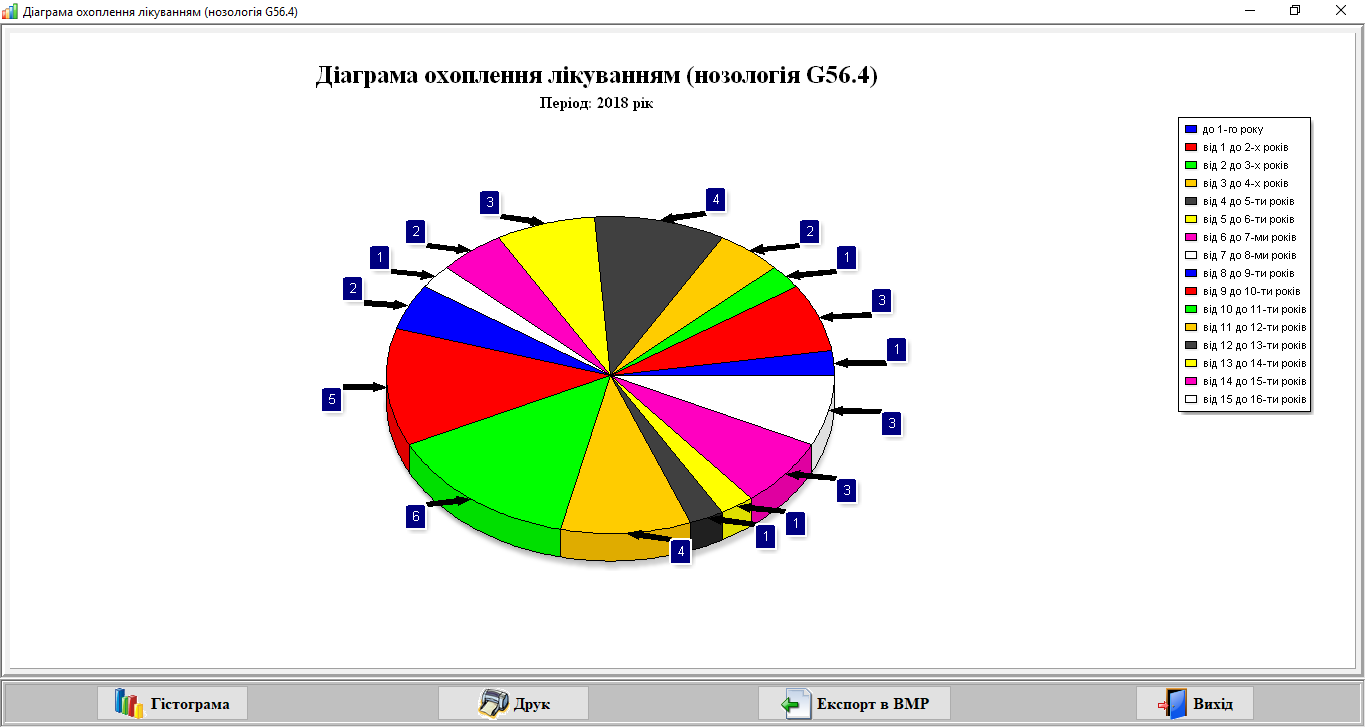 Діаграма охоплення лікуванням (нозологія G56.4)
Діаграма охоплення лікуванням (нозологія G56.4)
Період: 2018 рік
до 1-го року
від 1 до 2-х років
від 2 до 3-х років
від 3 до 4-х років
від 4 до 5-ти років
від 5 до 6-ти років
від 6 до 7-ми років
від 7 до 8-ми років
від 8 до 9-ти років
від 9 до 10-ти років
від 10 до 11-ти років
від 11 до 12-ти років
від 12 до 13-ти років
від 13 до 14-ти років
від 14 до 15-ти років
від 15 до 16-ти років
4
3
2
2
1
1
2
3
1
5
3
3
6
1
1
4
Гістограма
Друк
Експорт в BMP
Вихід